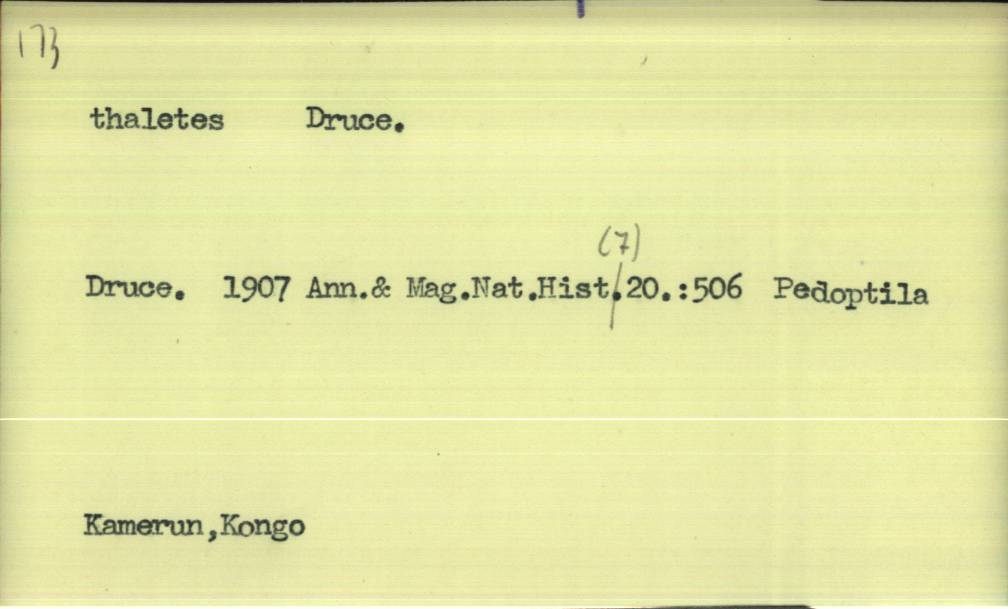 173
thaletes Druce.
(7)
Druce. 1907 Ann.& Mag.Nat.Hist./20.:506 Pedoptila
Kamerun,Kongo